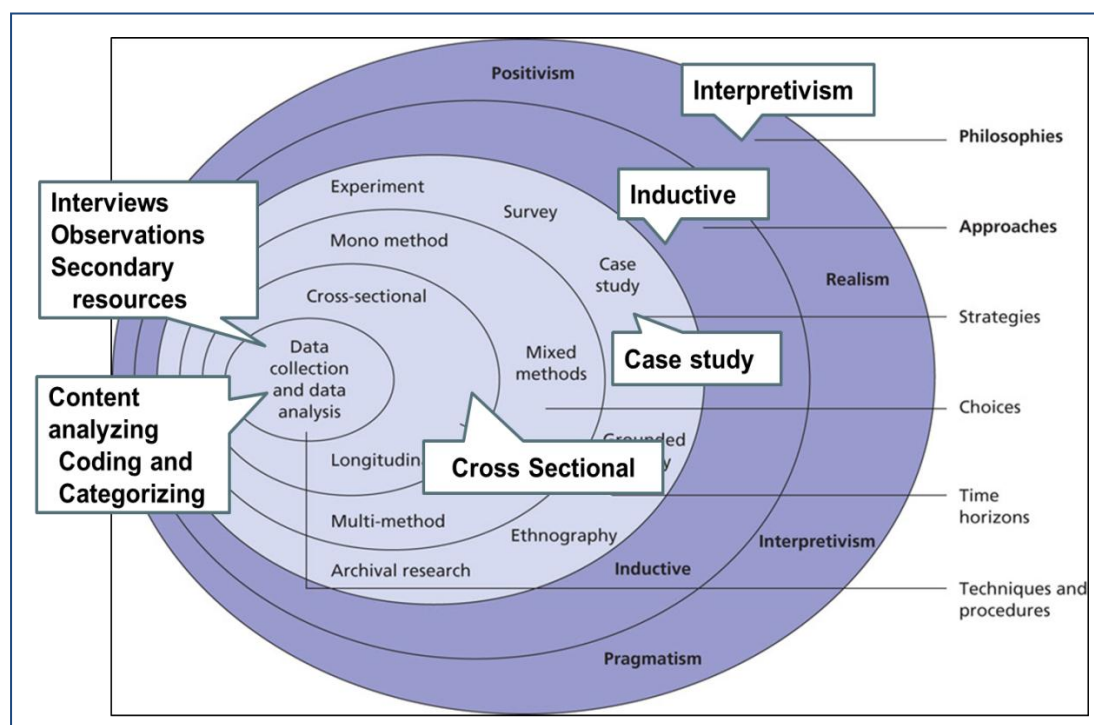 Positivism
Interpretivism
Philosophies
Interviews
Observations
Secondary
resources
Experiment
Inductive
Survey
Mono method
Approaches
Case
study
Realism
Cross-sectional
Strategies
Data
collection
and data
analysis
Mixed
methods
Case study
Content
analyzing
Coding and
Categorizing
Choices
Grounded
Longitudinal
Cross Sectional
Time
horizons
Multi-method
Ethnography
Interpretivism
Archival research
Inductive
Techniques and
procedures
Pragmatism